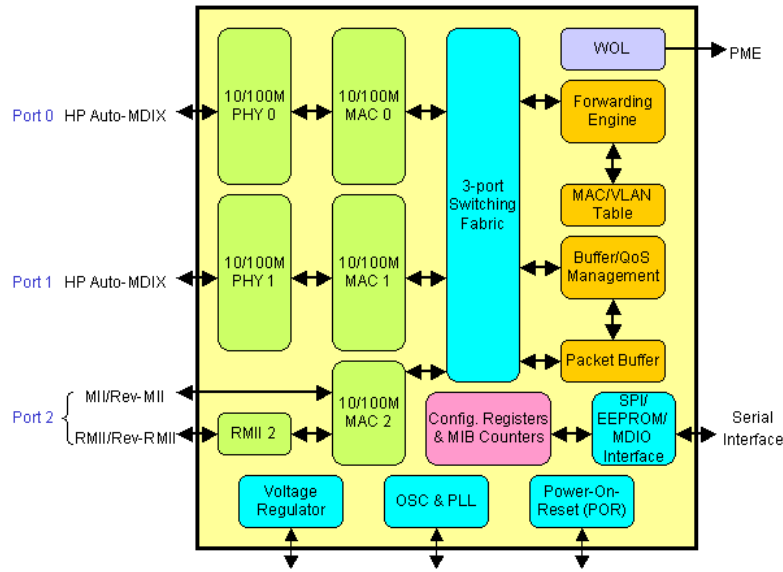 WOL
PME
10/100M
PHY 0
10/100M
MAC 0
Forwarding
Engine
Port 0 HP Auto-MDIX
3-port
Switching
Fabric
MAC/VLAN
Table
10/100M
PHY 1
10/100M
MAC 1
Buffer/QoS
Management
Port 1 HP Auto-MDIX
Packet Buffer
MII/Rev-MII
Port 2
RMII/Rev-RMII
RMII 2
10/100M
MAC 2
Config. Registers
& MIB Counters
SPI/
EEPROM/
MDIO
Interface
Serial
Interface
Voltage
Regulator
OSC & PLL
Power-On-
Reset (POR)